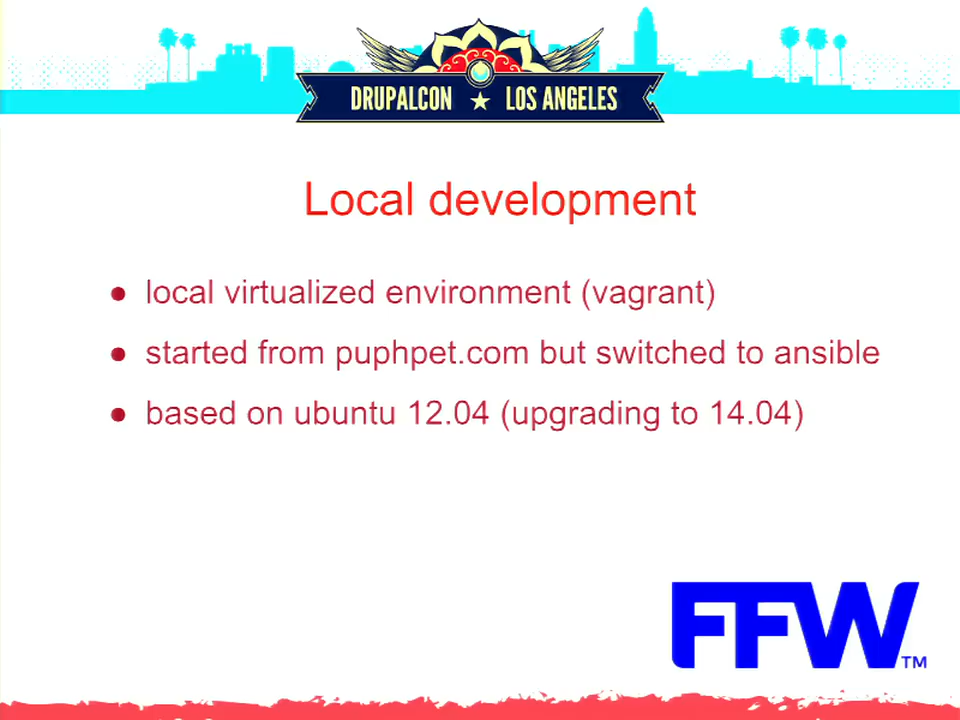 DRUPALCON ★ LOS ANGELES
Local development
● local virtualized environment (vagrant)
● started from puphpet.com but switched to ansible
● based on ubuntu 12.04 (upgrading to 14.04)
FFW™